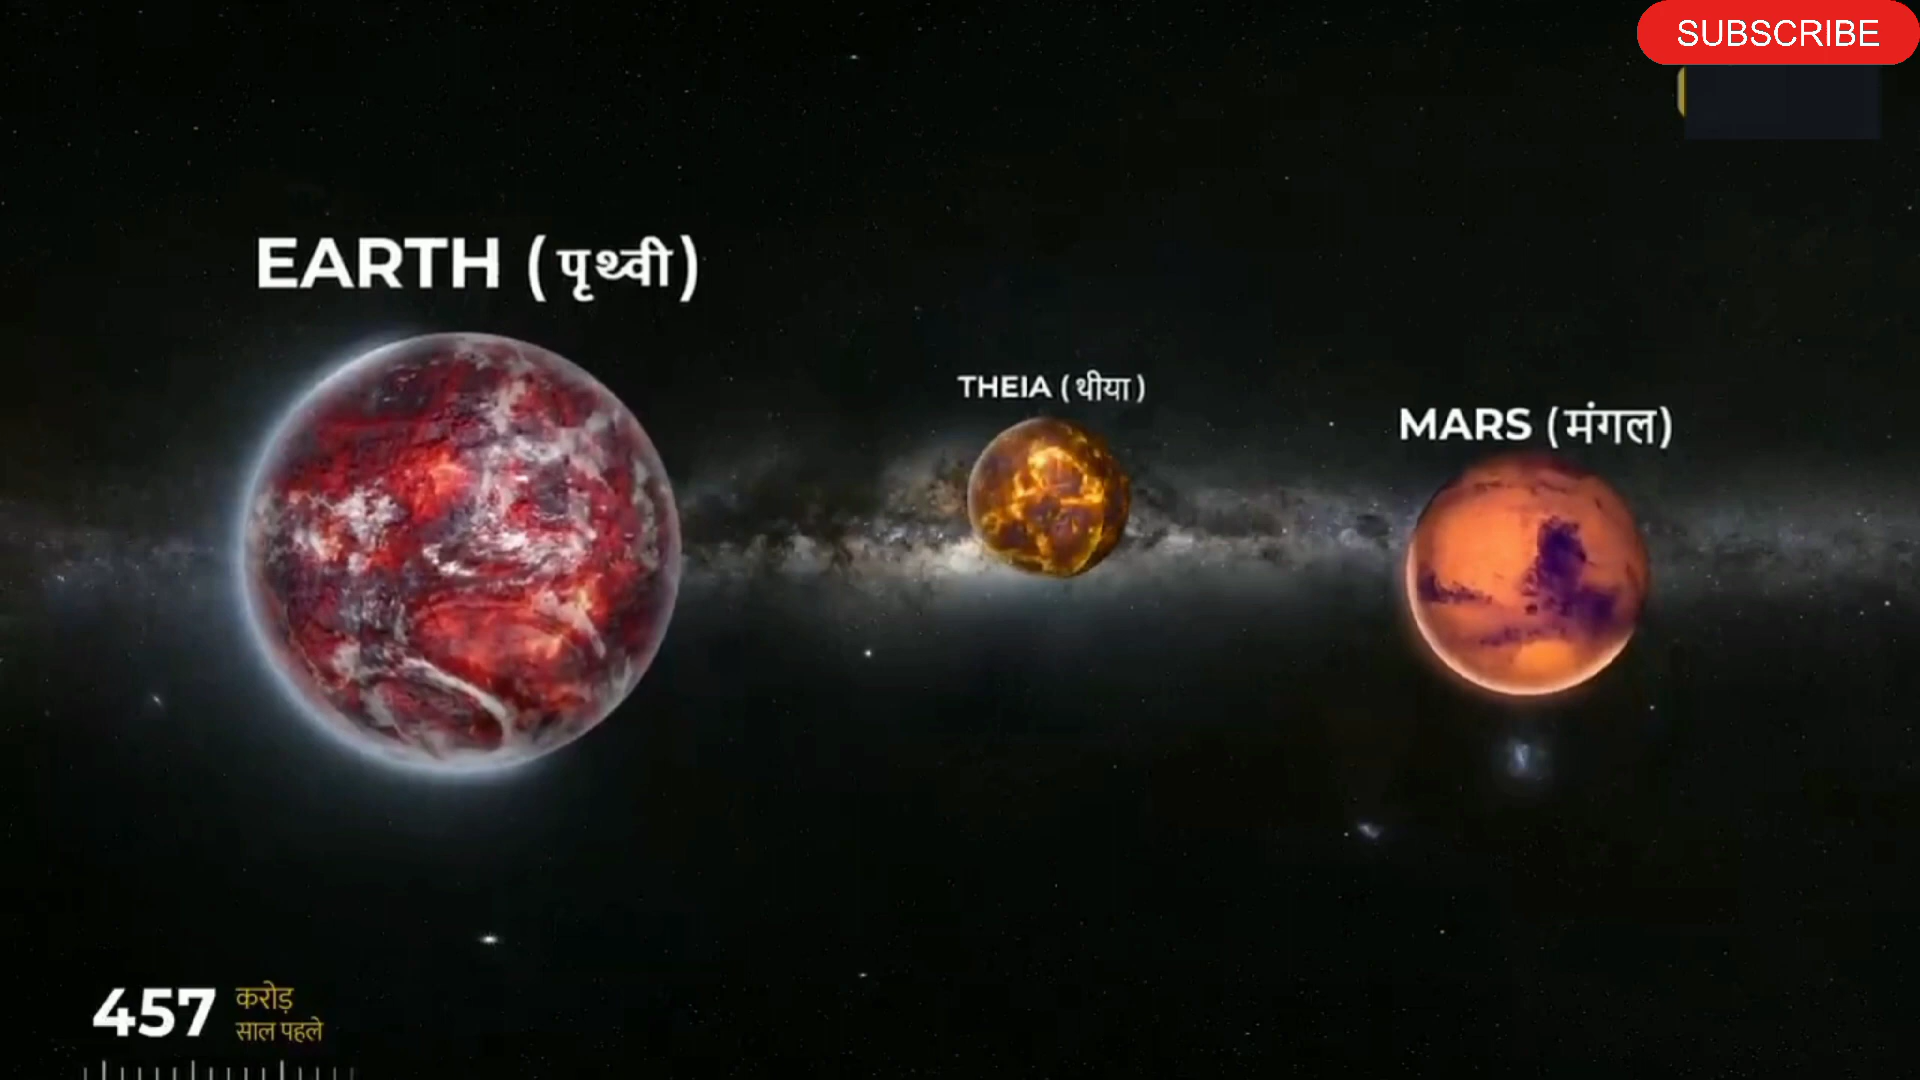 SUBSCRIBE
EARTH (पृथ्वी)
THEIA (थीया)
MARS (मंगल)
457 करोड़
साल पहले